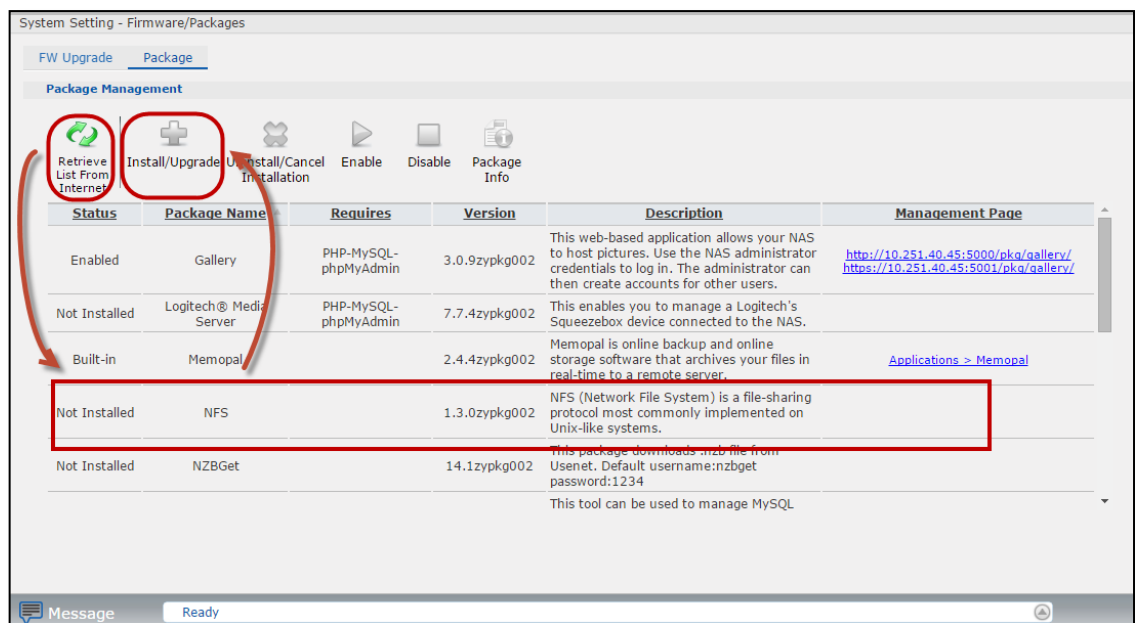 System Setting - Firmware/Packages
FW Upgrade
Package
Package Management
Retrieve
List From
Internet
Install/Upgrade
Uninstall/Cancel
Installation
Enable
Disable
Package
Info
Status
Package Name
Requires
Version
Description
Management Page
Enabled
Gallery
PHP-MySQL-
phpMyAdmin
3.0.9zypkg002
This web-based application allows your NAS
to host pictures. Use the NAS administrator
credentials to log in. The administrator can
then create accounts for other users.
http://10.251.40.45:5000/pkg/gallery/
https://10.251.40.45:5001/pkg/gallery/
Not Installed
Logitech® Media
Server
PHP-MySQL-
phpMyAdmin
7.7.4zypkg002
This enables you to manage a Logitech's
Squeezebox device connected to the NAS.
Built-in
Memopal
2.4.4zypkg002
Memopal is online backup and online
storage software that archives your files in
real-time to a remote server.
Applications > Memopal
Not Installed
NFS
1.3.0zypkg002
NFS (Network File System) is a file-sharing
protocol most commonly implemented on
Unix-like systems.
Not Installed
NZBGet
14.1zypkg002
This package downloads .nzb file from
Usenet. Default username:nzbget
password:1234
This tool can be used to manage MySQL
Message
Ready